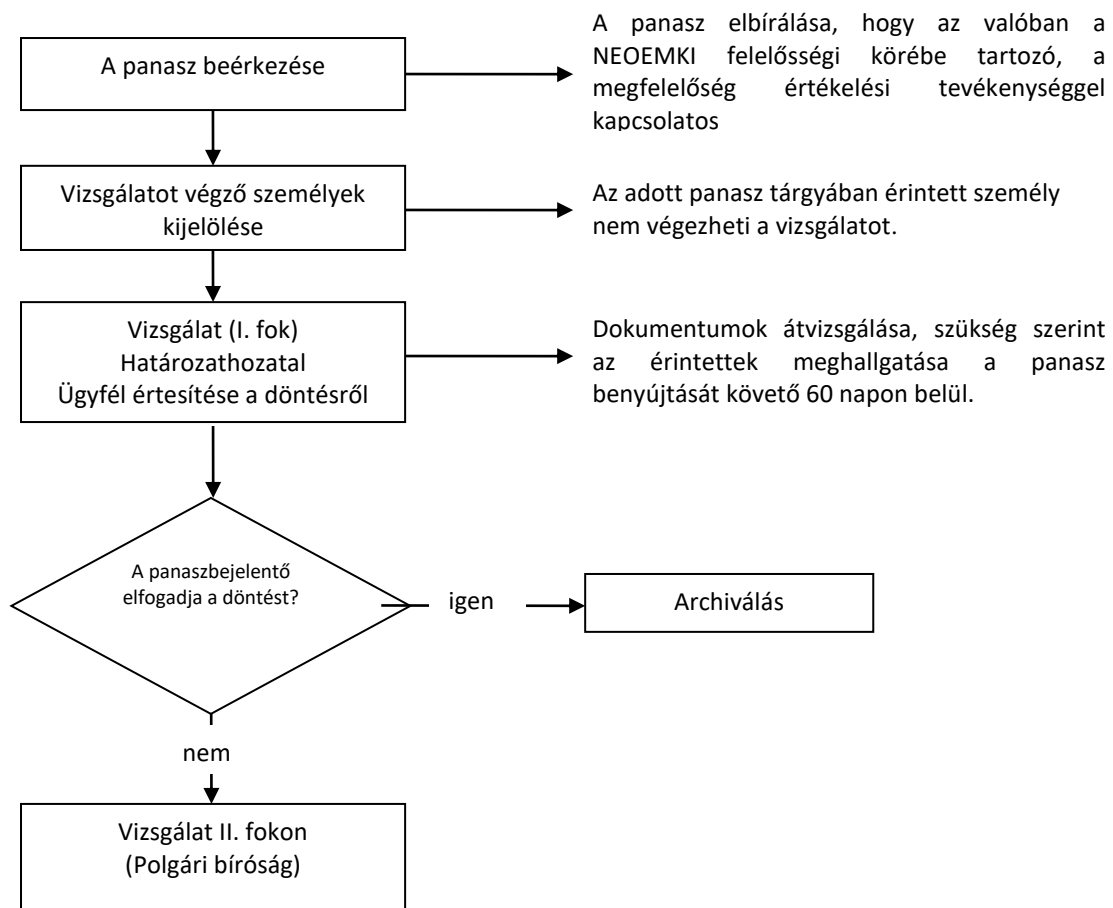 A panasz beérkezése
A panasz elbírálása, hogy az valóban a
NEOEMKI felelősségi körébe tartozó, a
megfelelőség értékelési tevékenységgel
kapcsolatos
Vizsgálatot végző személyek
kijelölése
Az adott panasz tárgyában érintett személy
nem végezheti a vizsgálatot.
Vizsgálat (I. fok)
Határozathozatal
Ügyfél értesítése a döntésről
Dokumentumok átvizsgálása, szükség szerint
az érintettek meghallgatása a panasz
benyújtását követő 60 napon belül.
A panaszbejelentő
elfogadja a döntést?
igen
Archiválás
nem
Vizsgálat II. fokon
(Polgári bíróság)